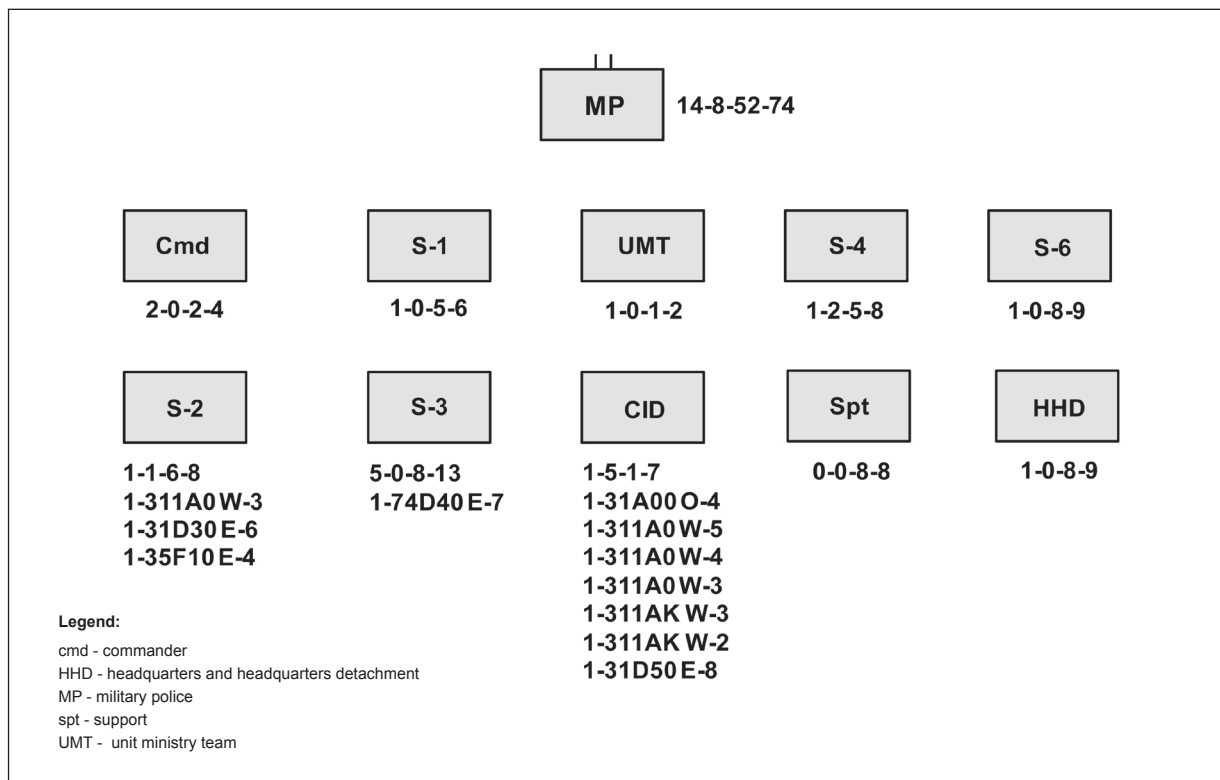 MP 14-8-52-74
Cmd S-1 UMT S-4 S-6
2-0-2-4 1-0-5-6 1-0-1-2 1-2-5-8 1-0-8-9
S-2 S-3 CID Spt HHD
1-1-6-8 5-0-8-13 1-5-1-7 0-0-8-8 1-0-8-9
1-311A0 W-3 1-74D40 E-7 1-31A00 O-4
1-31D30 E-6 1-311A0 W-5
1-35F10 E-4 1-311A0 W-4
1-311A0 W-3
1-311AK W-3
1-311AK W-2
1-31D50 E-8
Legend:
cmd - commander
HHD - headquarters and headquarters detachment
MP - military police
spt - support
UMT - unit ministry team